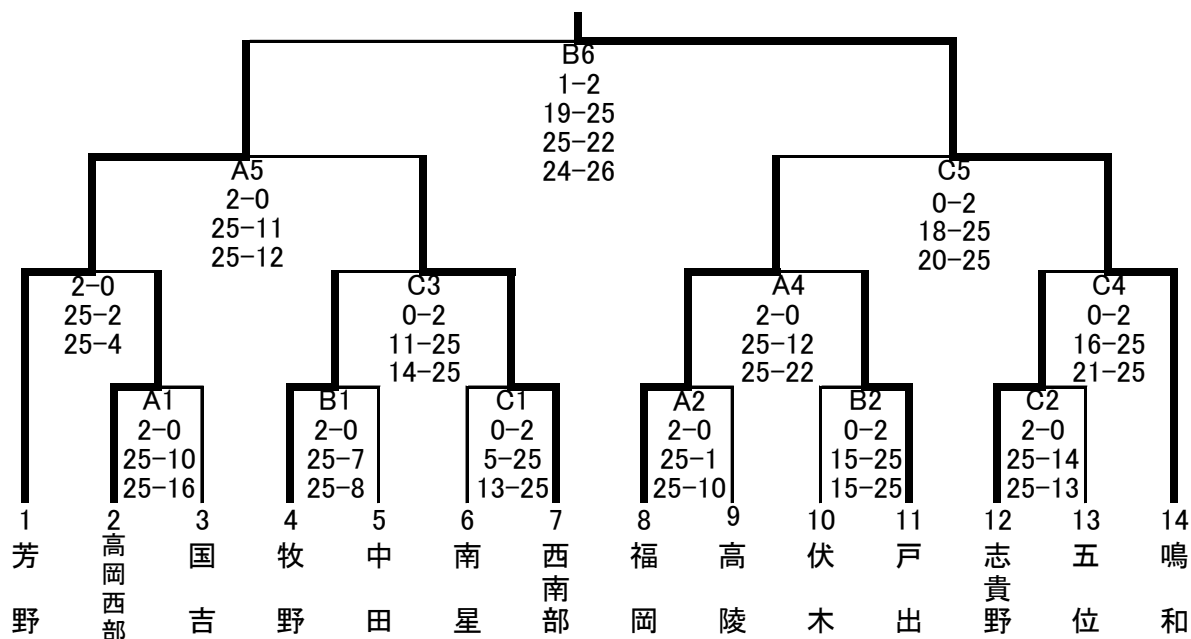 B6
1-2
19-25
25-22
24-26
A5
2-0
25-11
25-12
C5
0-2
18-25
20-25
2-0
25-2
25-4
C3
0-2
11-25
14-25
A4
2-0
25-12
25-22
C4
0-2
16-25
21-25
A1
2-0
25-10
25-16
B1
2-0
25-7
25-8
C1
0-2
5-25
13-25
A2
2-0
25-1
25-10
B2
0-2
15-25
15-25
C2
2-0
25-14
25-13
1 2 3 4 5 6 7 8 9 10 11 12 13 14
芳野
高岡西部
国吉
牧野
中田
南星
西南部
福岡
高陵
伏木
戸出
志貴野
五位
鳴和